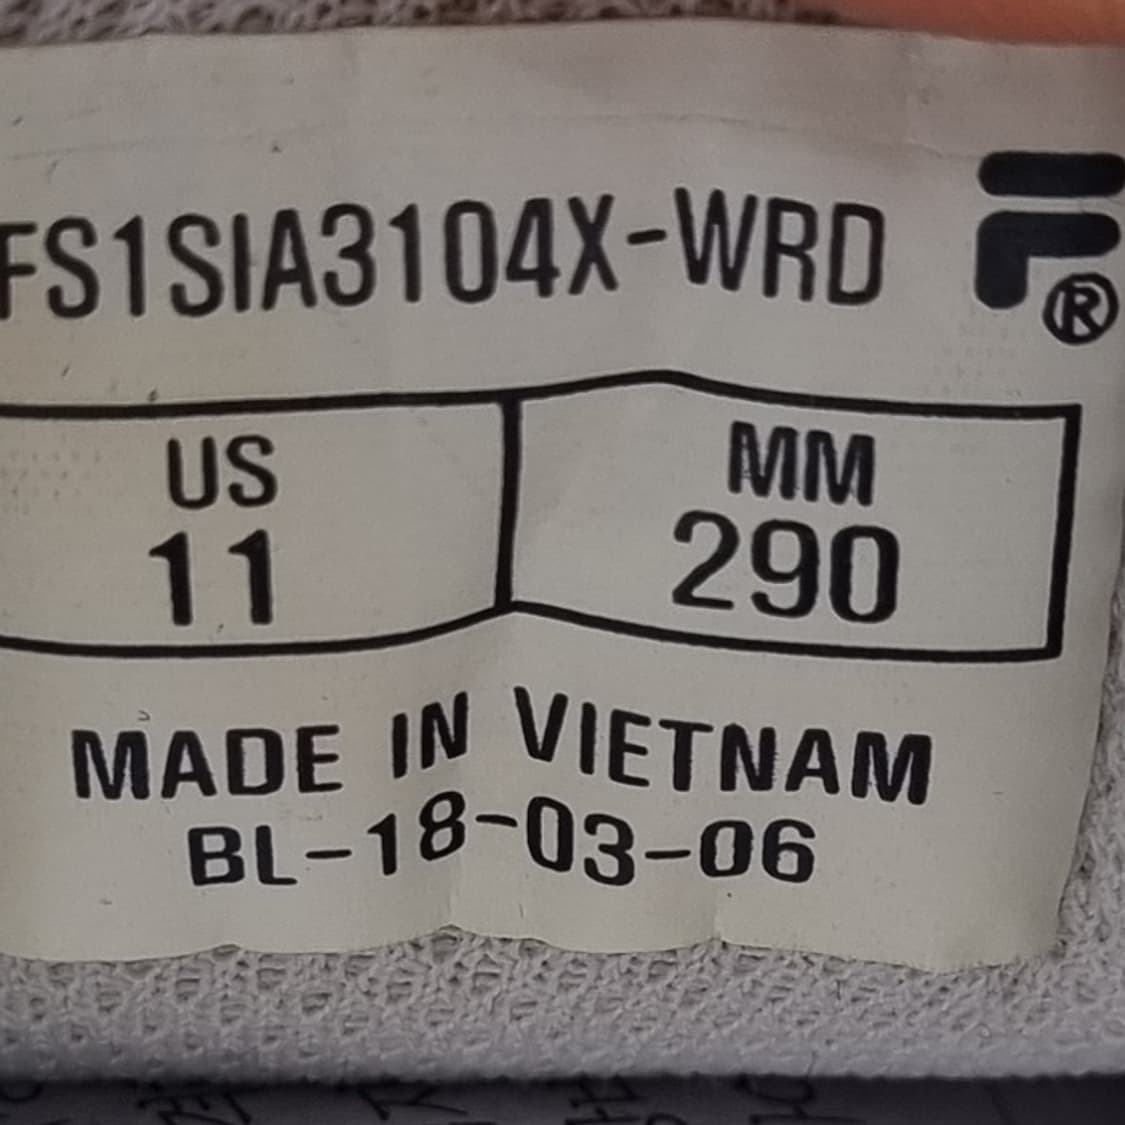 FS1SIA3104X-WRD
®
US
11
MM
290
MADE IN VIETNAM
BL-18-03-06